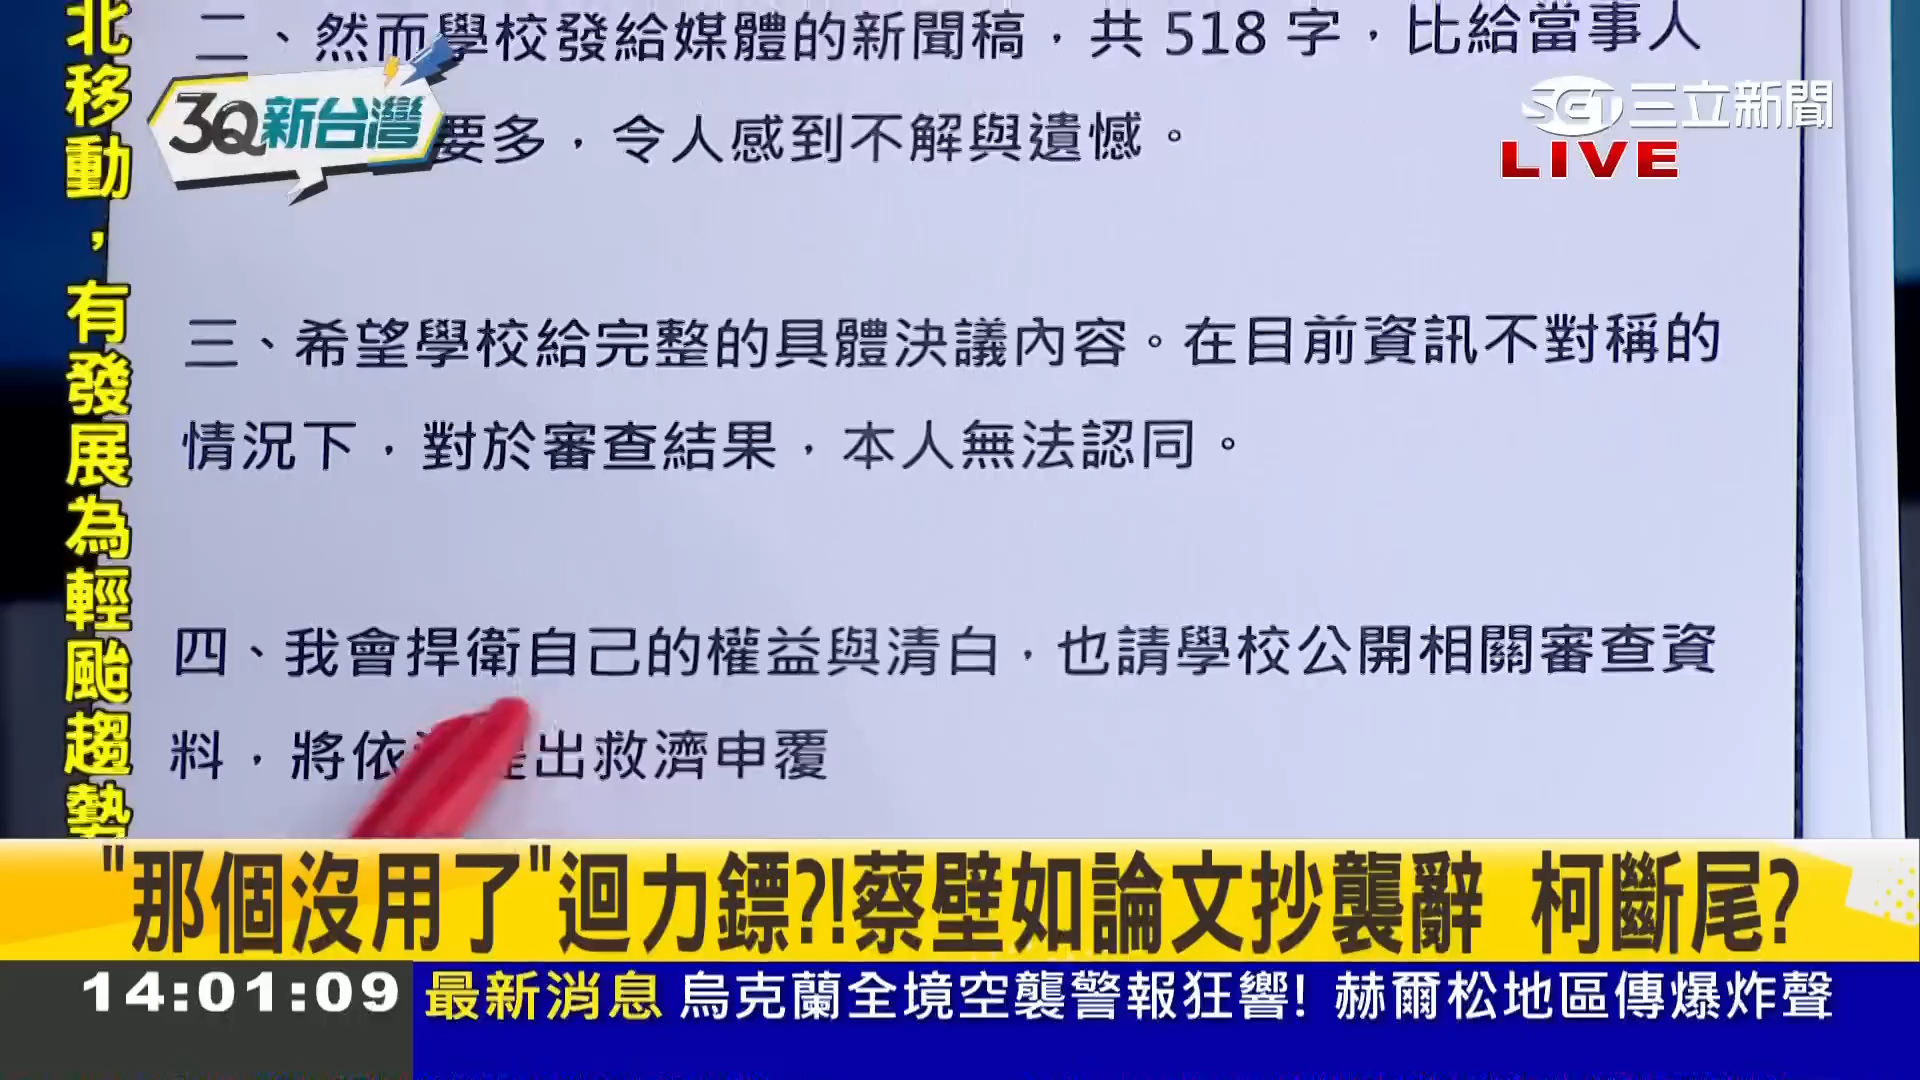 二、然而學校發給媒體的新聞稿，共 518 字，比給當事人
要多，令人感到不解與遺憾。
三、希望學校給完整的具體決議內容。在目前資訊不對稱的
情況下，對於審查結果，本人無法認同。
四、我會捍衛自己的權益與清白，也請學校公開相關審查資
料，將依 出救濟申覆
3Q新台灣
SET三立新聞
LIVE
北移動，有發展為輕颱趨勢
"那個沒用了"迴力鏢?!蔡壁如論文抄襲辭 柯斷尾?
14:01:09
最新消息 烏克蘭全境空襲警報狂響! 赫爾松地區傳爆炸聲